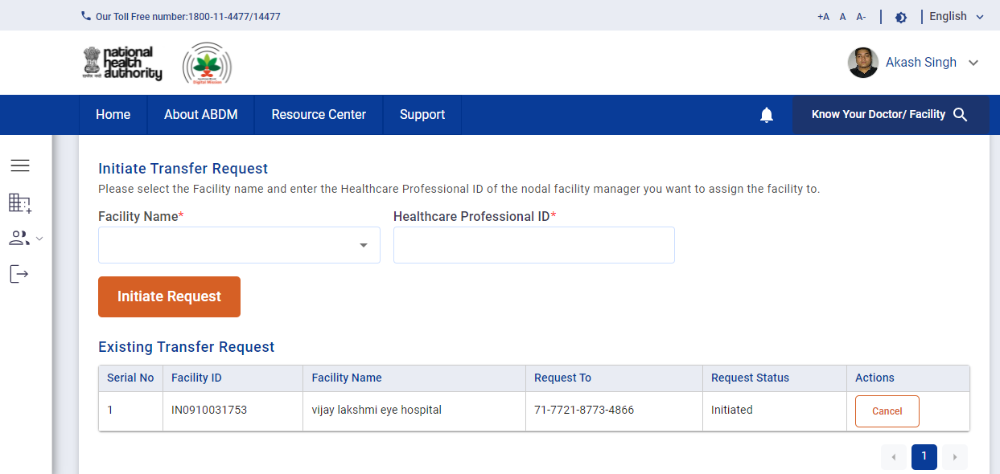 Our Toll Free number:1800-11-4477/14477
+A A A- English
national
health
authority
Digital Mission
Akash Singh
Home About ABDM Resource Center Support Know Your Doctor/ Facility
Initiate Transfer Request
Please select the Facility name and enter the Healthcare Professional ID of the nodal facility manager you want to assign the facility to.
Facility Name* Healthcare Professional ID*
Initiate Request
Existing Transfer Request
Serial No Facility ID Facility Name Request To Request Status Actions
1 IN0910031753 vijay lakshmi eye hospital 71-7721-8773-4866 Initiated Cancel
1